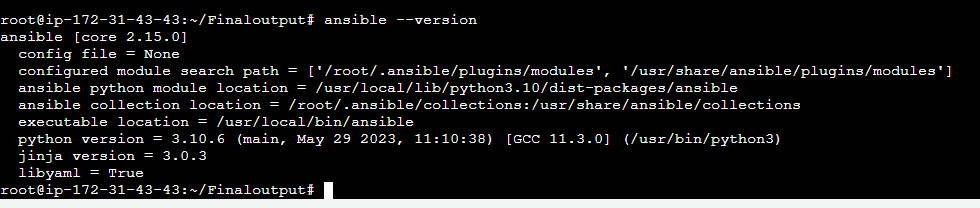 root@ip-172-31-43-43:~/Finaloutput# ansible --version
ansible [core 2.15.0]
  config file = None
  configured module search path = ['/root/.ansible/plugins/modules', '/usr/share/ansible/plugins/modules']
  ansible python module location = /usr/local/lib/python3.10/dist-packages/ansible
  ansible collection location = /root/.ansible/collections:/usr/share/ansible/collections
  executable location = /usr/local/bin/ansible
  python version = 3.10.6 (main, May 29 2023, 11:10:38) [GCC 11.3.0] (/usr/bin/python3)
  jinja version = 3.0.3
  libyaml = True
root@ip-172-31-43-43:~/Finaloutput#